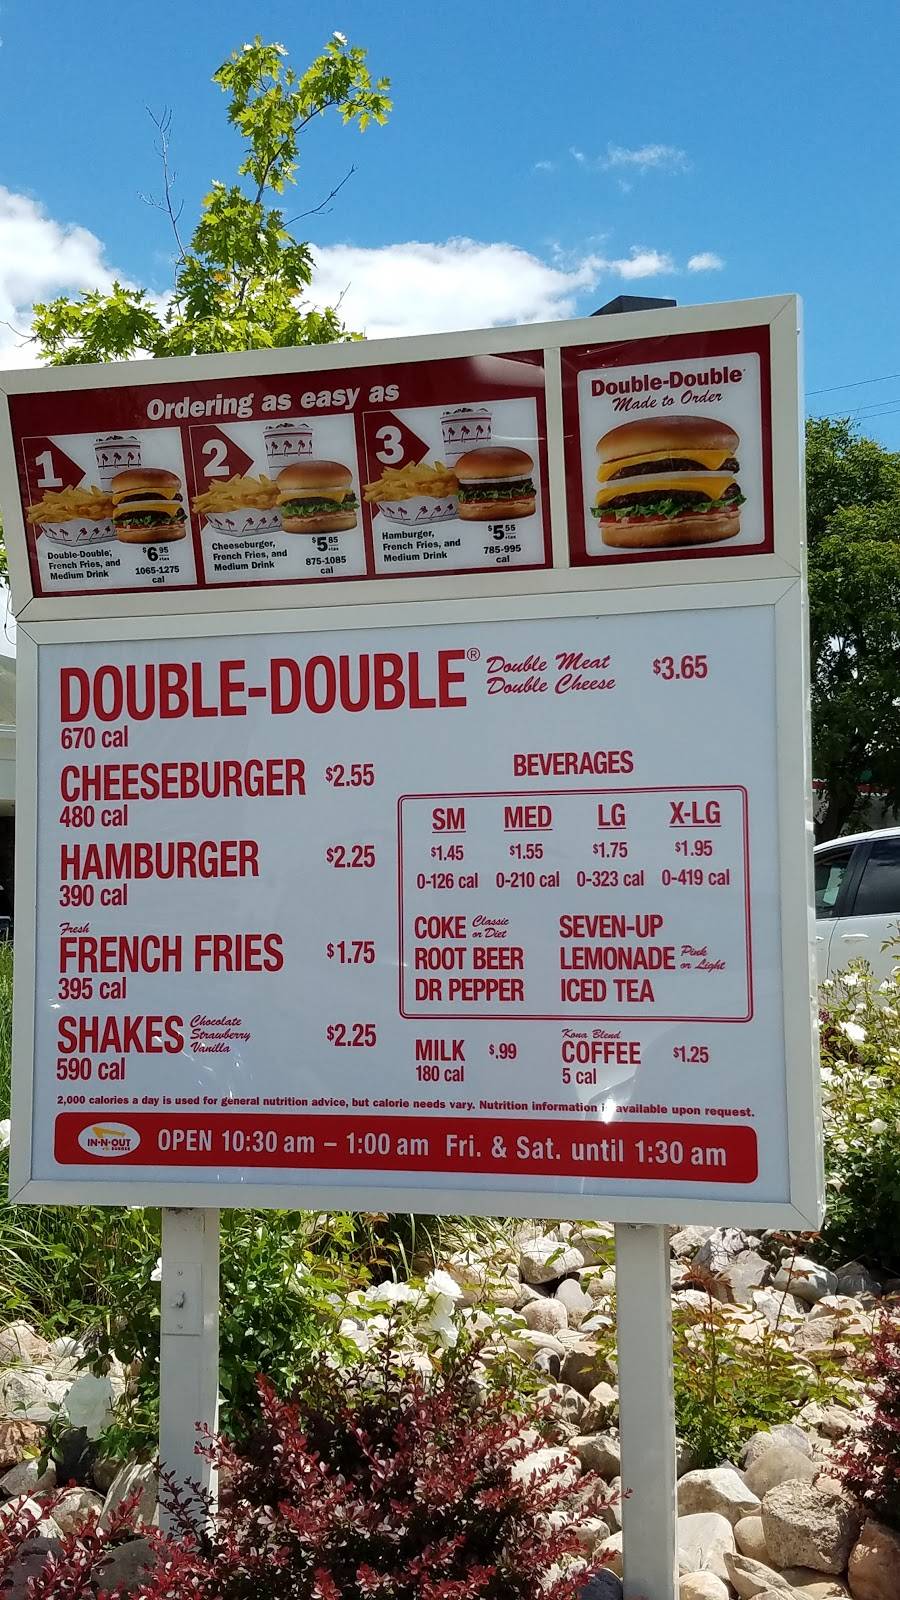 Ordering as easy as
1
Double-Double,
French Fries, and
Medium Drink
$6 95
+tax
1065-1275
cal
2
Cheeseburger,
French Fries, and
Medium Drink
$5 85
+tax
875-1085
cal
3
Hamburger,
French Fries, and
Medium Drink
$5 55
+tax
785-995
cal
Double-Double
Made to Order
DOUBLE-DOUBLE® Double Meat
Double Cheese
$3.65
670 cal
CHEESEBURGER $2.55
480 cal
HAMBURGER $2.25
390 cal
Fresh
FRENCH FRIES $1.75
395 cal
SHAKES Chocolate
Strawberry
Vanilla
$2.25
590 cal
BEVERAGES
SM MED LG X-LG
$1.45 $1.55 $1.75 $1.95
0-126 cal 0-210 cal 0-323 cal 0-419 cal
COKE Classic
or Diet
SEVEN-UP
ROOT BEER LEMONADE Pink
or Light
DR PEPPER ICED TEA
MILK $.99
180 cal
Kona Blend
COFFEE $1.25
5 cal
2,000 calories a day is used for general nutrition advice, but calorie needs vary. Nutrition information is available upon request.
IN-N-OUT
BURGER
OPEN 10:30 am – 1:00 am Fri. & Sat. until 1:30 am